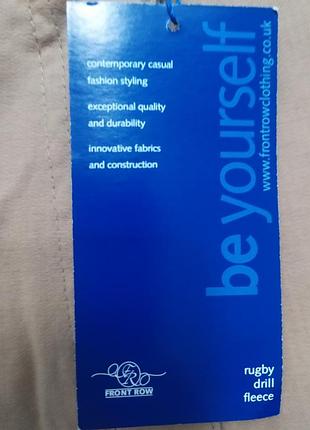 contemporary casual
fashion styling
exceptional quality
and durability
innovative fabrics
and construction
be yourself
www.frontrowclothing.co.uk
FR
FRONT ROW
rugby
drill
fleece